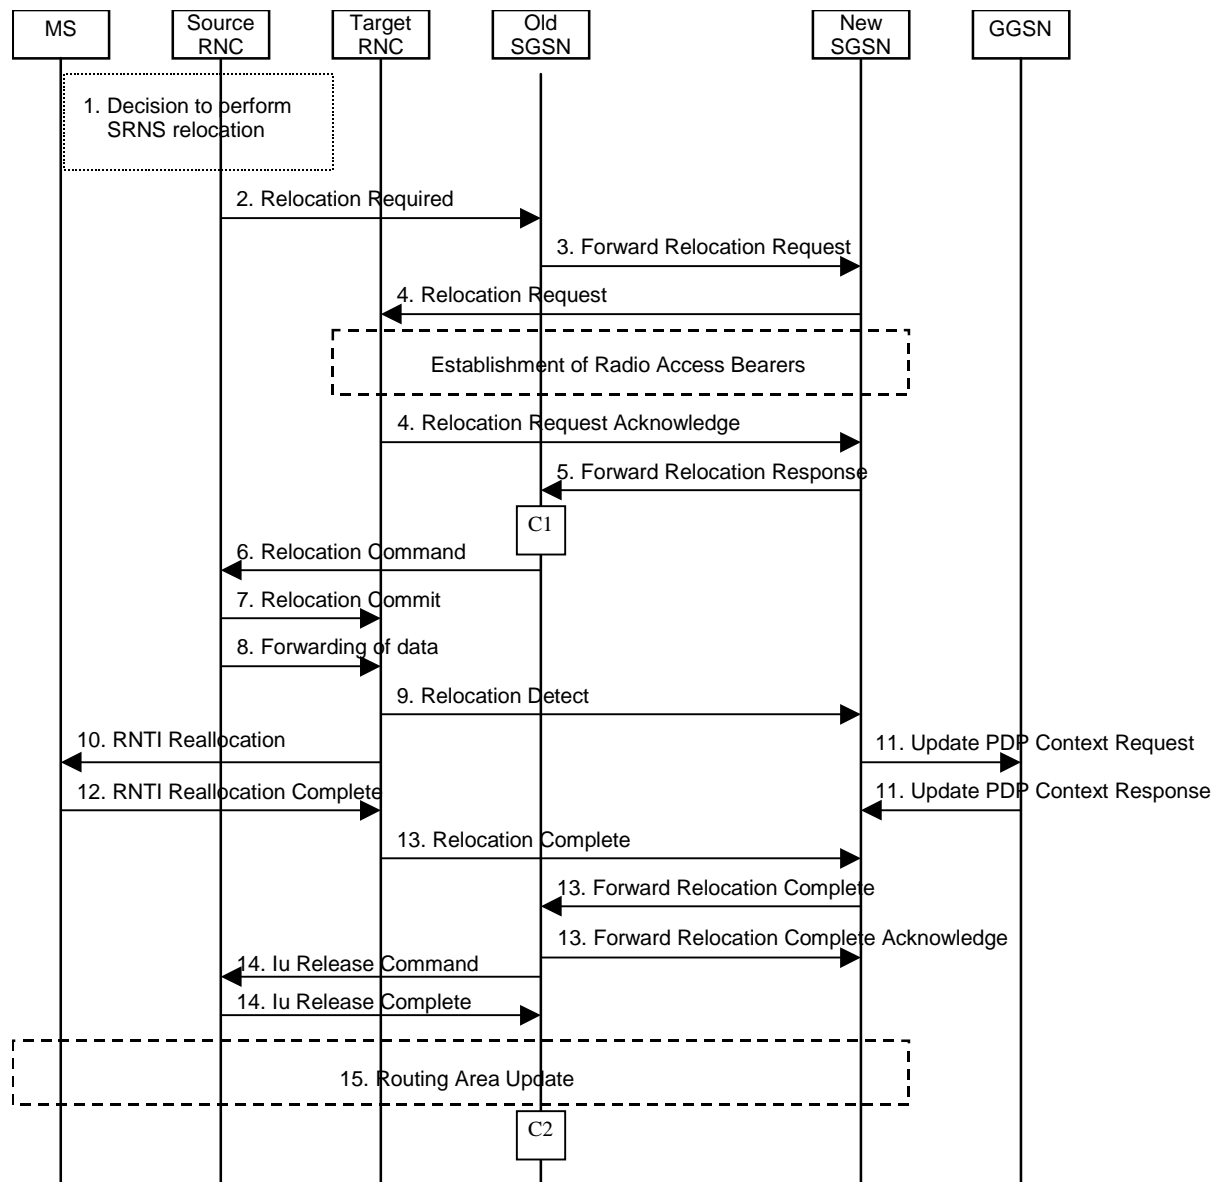 MS
Source
RNC
Target
RNC
Old
SGSN
New
SGSN
GGSN
1. Decision to perform
SRNS relocation
2. Relocation Required
3. Forward Relocation Request
4. Relocation Request
Establishment of Radio Access Bearers
4. Relocation Request Acknowledge
5. Forward Relocation Response
C1
6. Relocation Command
7. Relocation Commit
8. Forwarding of data
9. Relocation Detect
10. RNTI Reallocation
11. Update PDP Context Request
12. RNTI Reallocation Complete
11. Update PDP Context Response
13. Relocation Complete
13. Forward Relocation Complete
13. Forward Relocation Complete Acknowledge
14. Iu Release Command
14. Iu Release Complete
15. Routing Area Update
C2